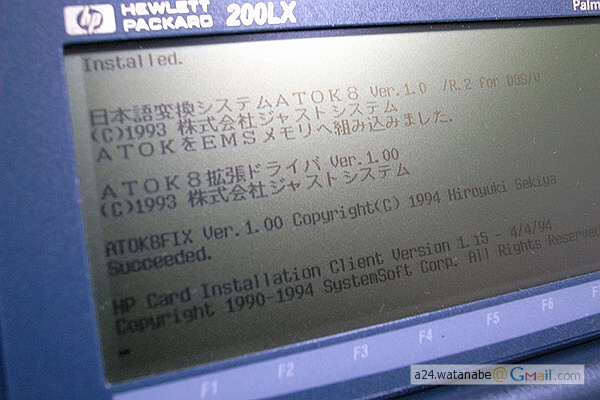 hp HEWLETT
PACKARD 200LX
Palm
Installed.
日本語変換システムATOK8 Ver.1.0 /R.2 for DOS/V
(C)1993 株式会社ジャストシステム
ATOKをEMSメモリへ組み込みました。
ATOK8拡張ドライバ Ver.1.00
(C)1993 株式会社ジャストシステム
ATOK8FIX Ver.1.00 Copyright(C) 1994 Hiroyuki Sekiya
Succeeded.
HP Card Installation Client Version 1.15 - 4/4/94
Copyright 1990-1994 SystemSoft Corp. All Rights Reserved
F1 F2 F3 F4 F5 F6 F7
a24.watanabe@Gmail.com